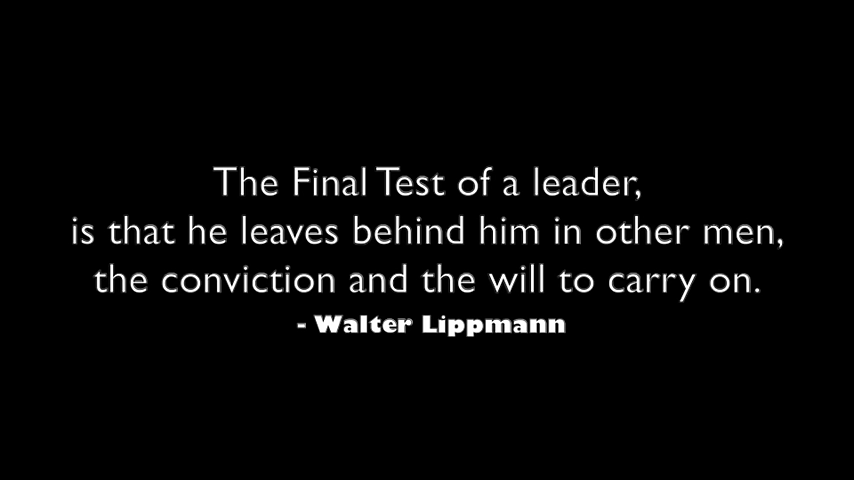 The Final Test of a leader,
is that he leaves behind him in other men,
the conviction and the will to carry on.
- Walter Lippmann